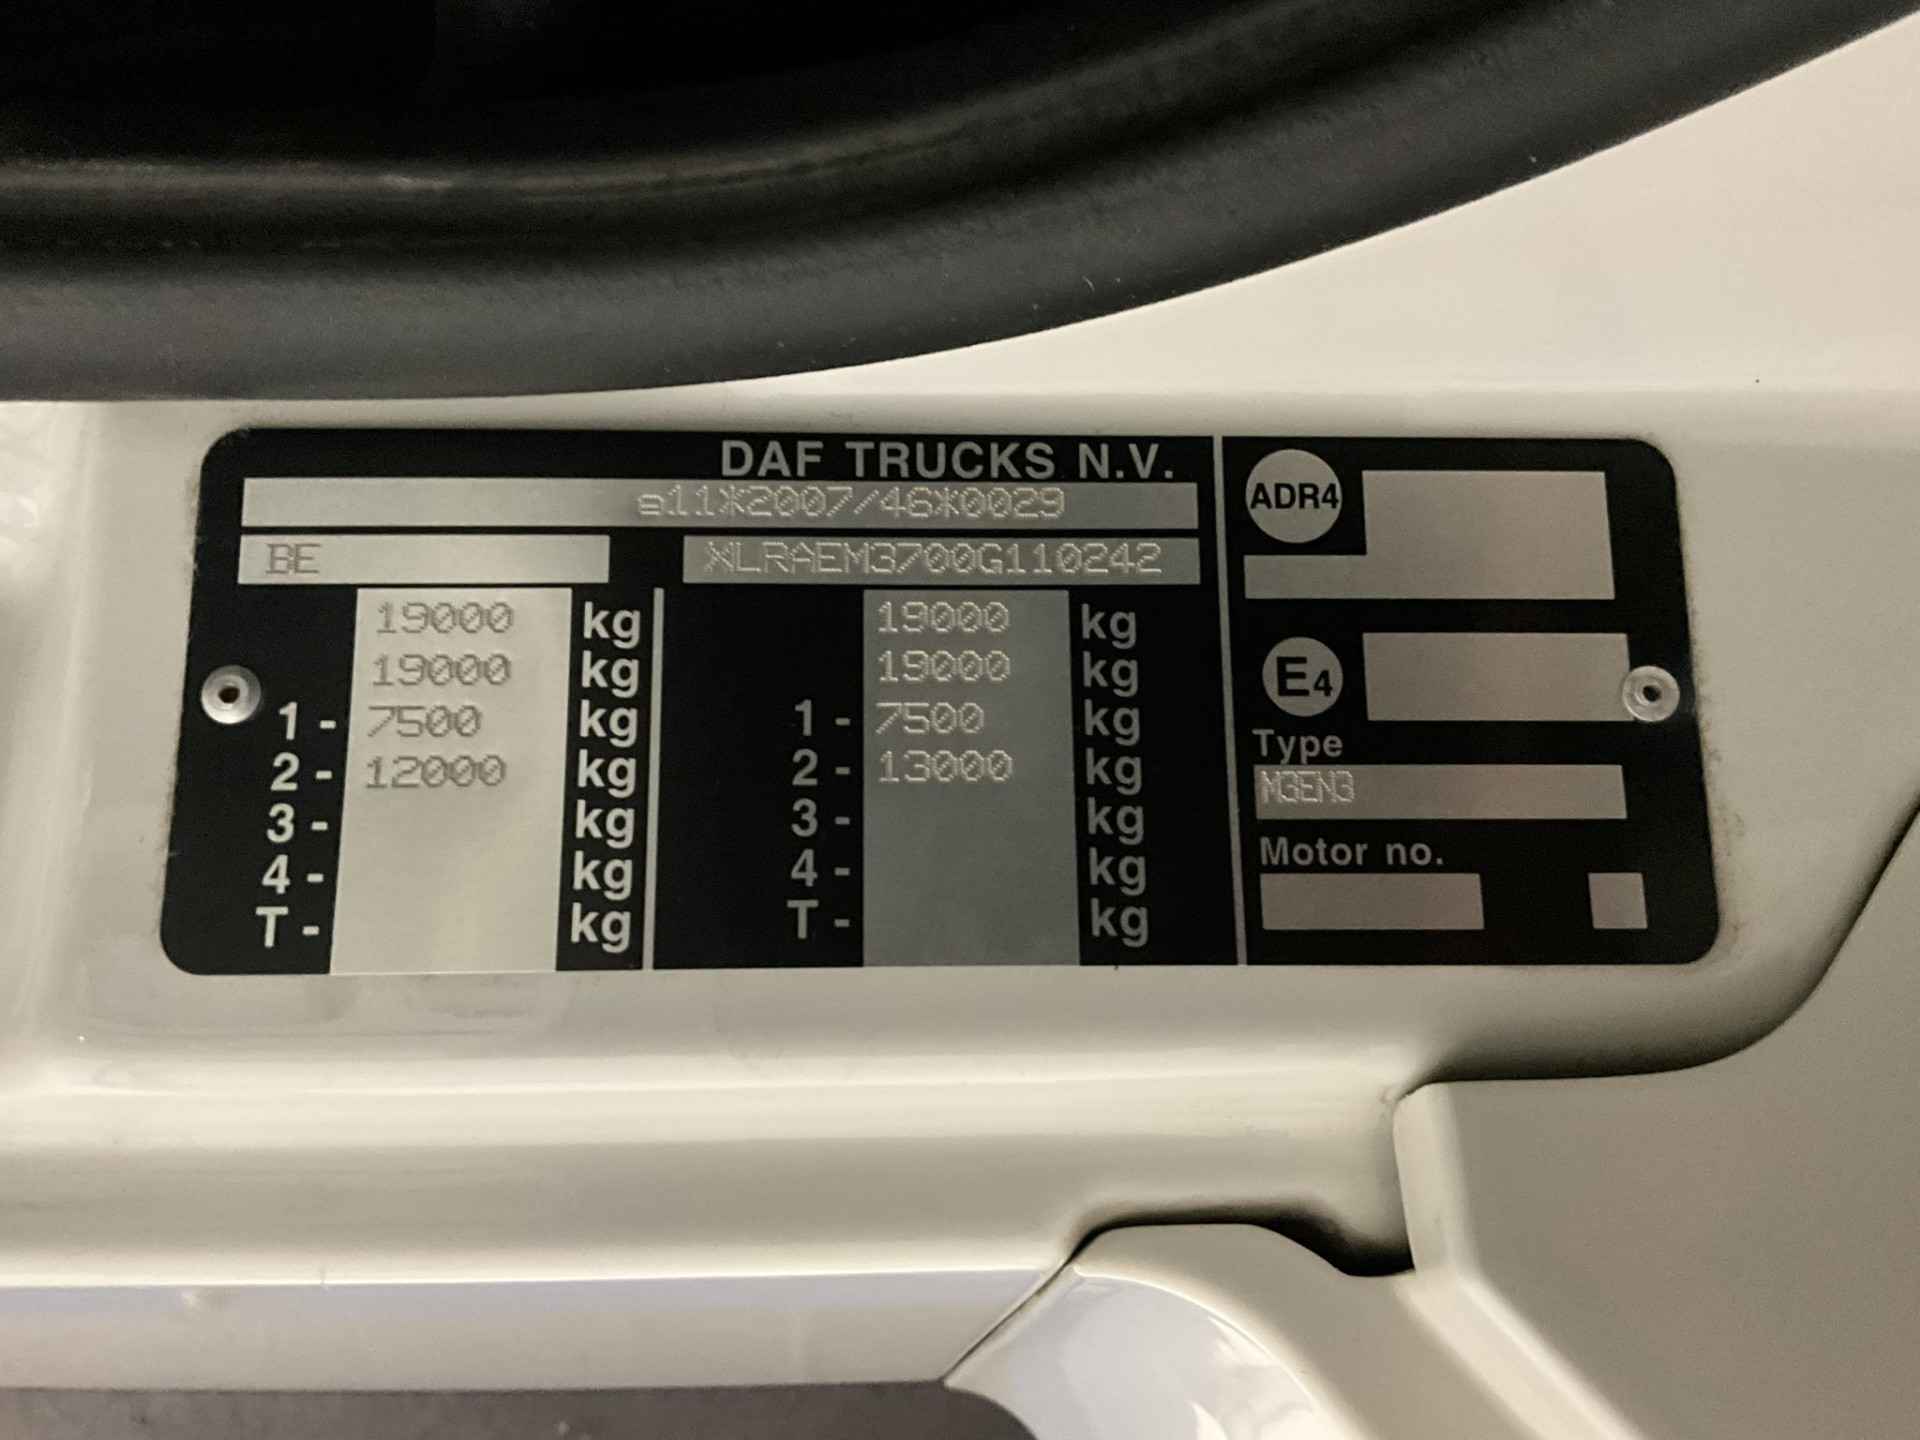 DAF TRUCKS N.V.
e11*2007/46*0029
BE XLRAEM3700G110242
19000 kg 19000 kg
19000 kg 19000 kg
1- 7500 kg 1- 7500 kg
2- 12000 kg 2- 13000 kg
3- kg 3- kg
4- kg 4- kg
T- kg T- kg
ADR4
E4
Type
M3EN3
Motor no.